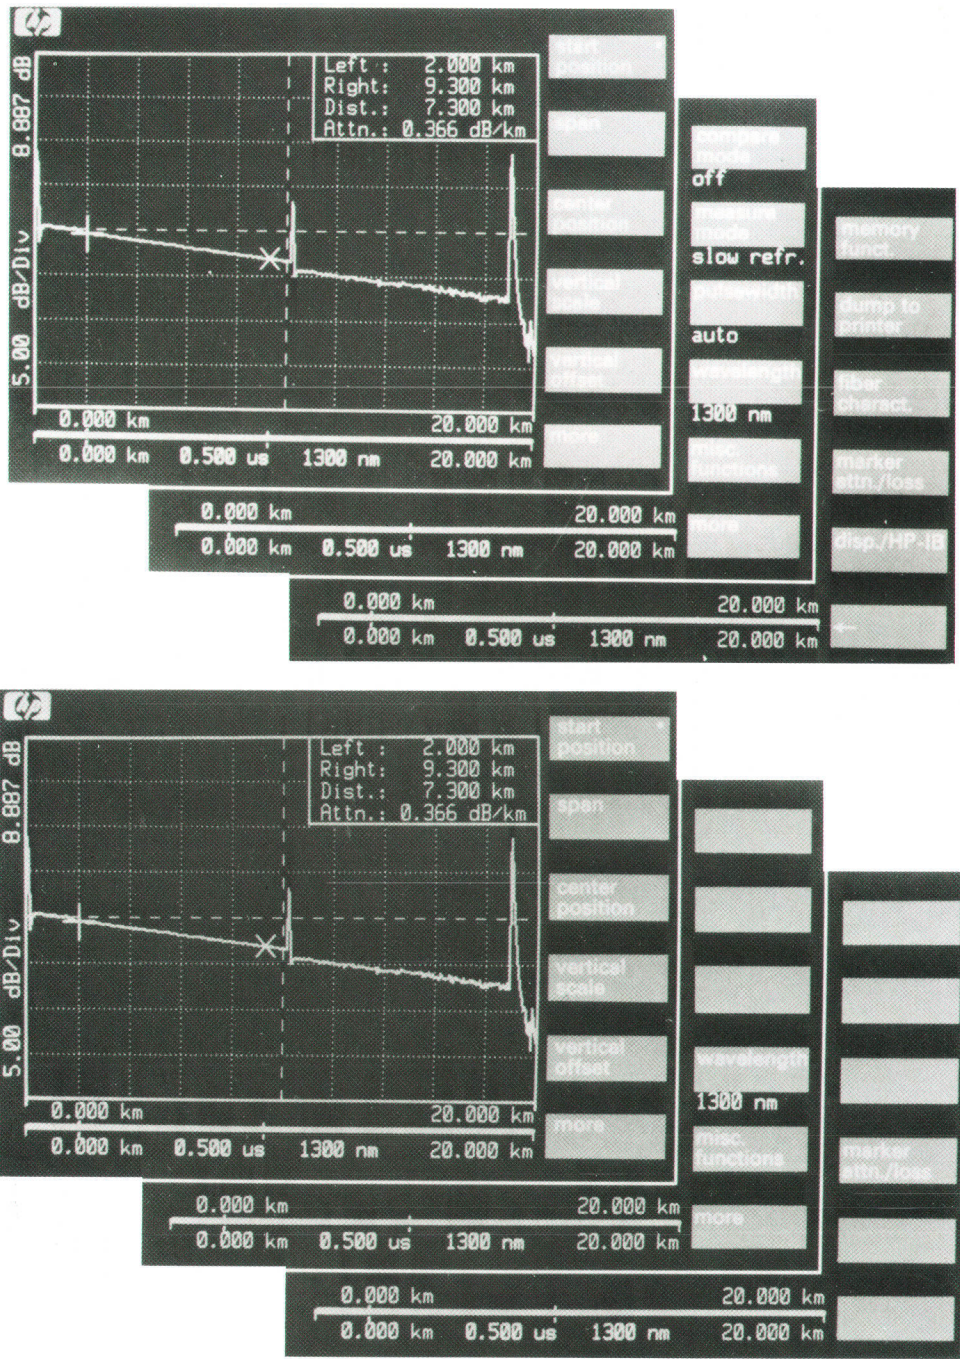 hp
Left : 2.000 km
Right: 9.300 km
Dist.: 7.300 km
Attn.: 0.366 dB/km
8.887 dB
5.00 dB/Div
0.000 km 20.000 km
0.000 km 0.500 us 1300 nm 20.000 km
start position
span
center position
vertical scale
vertical offset
more
compare mode
off
measure mode
slow refr.
pulsewidth
auto
wavelength
1300 nm
misc. functions
more
0.000 km 20.000 km
0.000 km 0.500 us 1300 nm 20.000 km
memory funct.
dump to printer
fiber charact.
marker attn./loss
disp./HP-IB
←
0.000 km 20.000 km
0.000 km 0.500 us 1300 nm 20.000 km
hp
Left : 2.000 km
Right: 9.300 km
Dist.: 7.300 km
Attn.: 0.366 dB/km
8.887 dB
5.00 dB/Div
0.000 km 20.000 km
0.000 km 0.500 us 1300 nm 20.000 km
start position
span
center position
vertical scale
vertical offset
more
wavelength
1300 nm
misc. functions
more
0.000 km 20.000 km
0.000 km 0.500 us 1300 nm 20.000 km
marker attn./loss
0.000 km 20.000 km
0.000 km 0.500 us 1300 nm 20.000 km